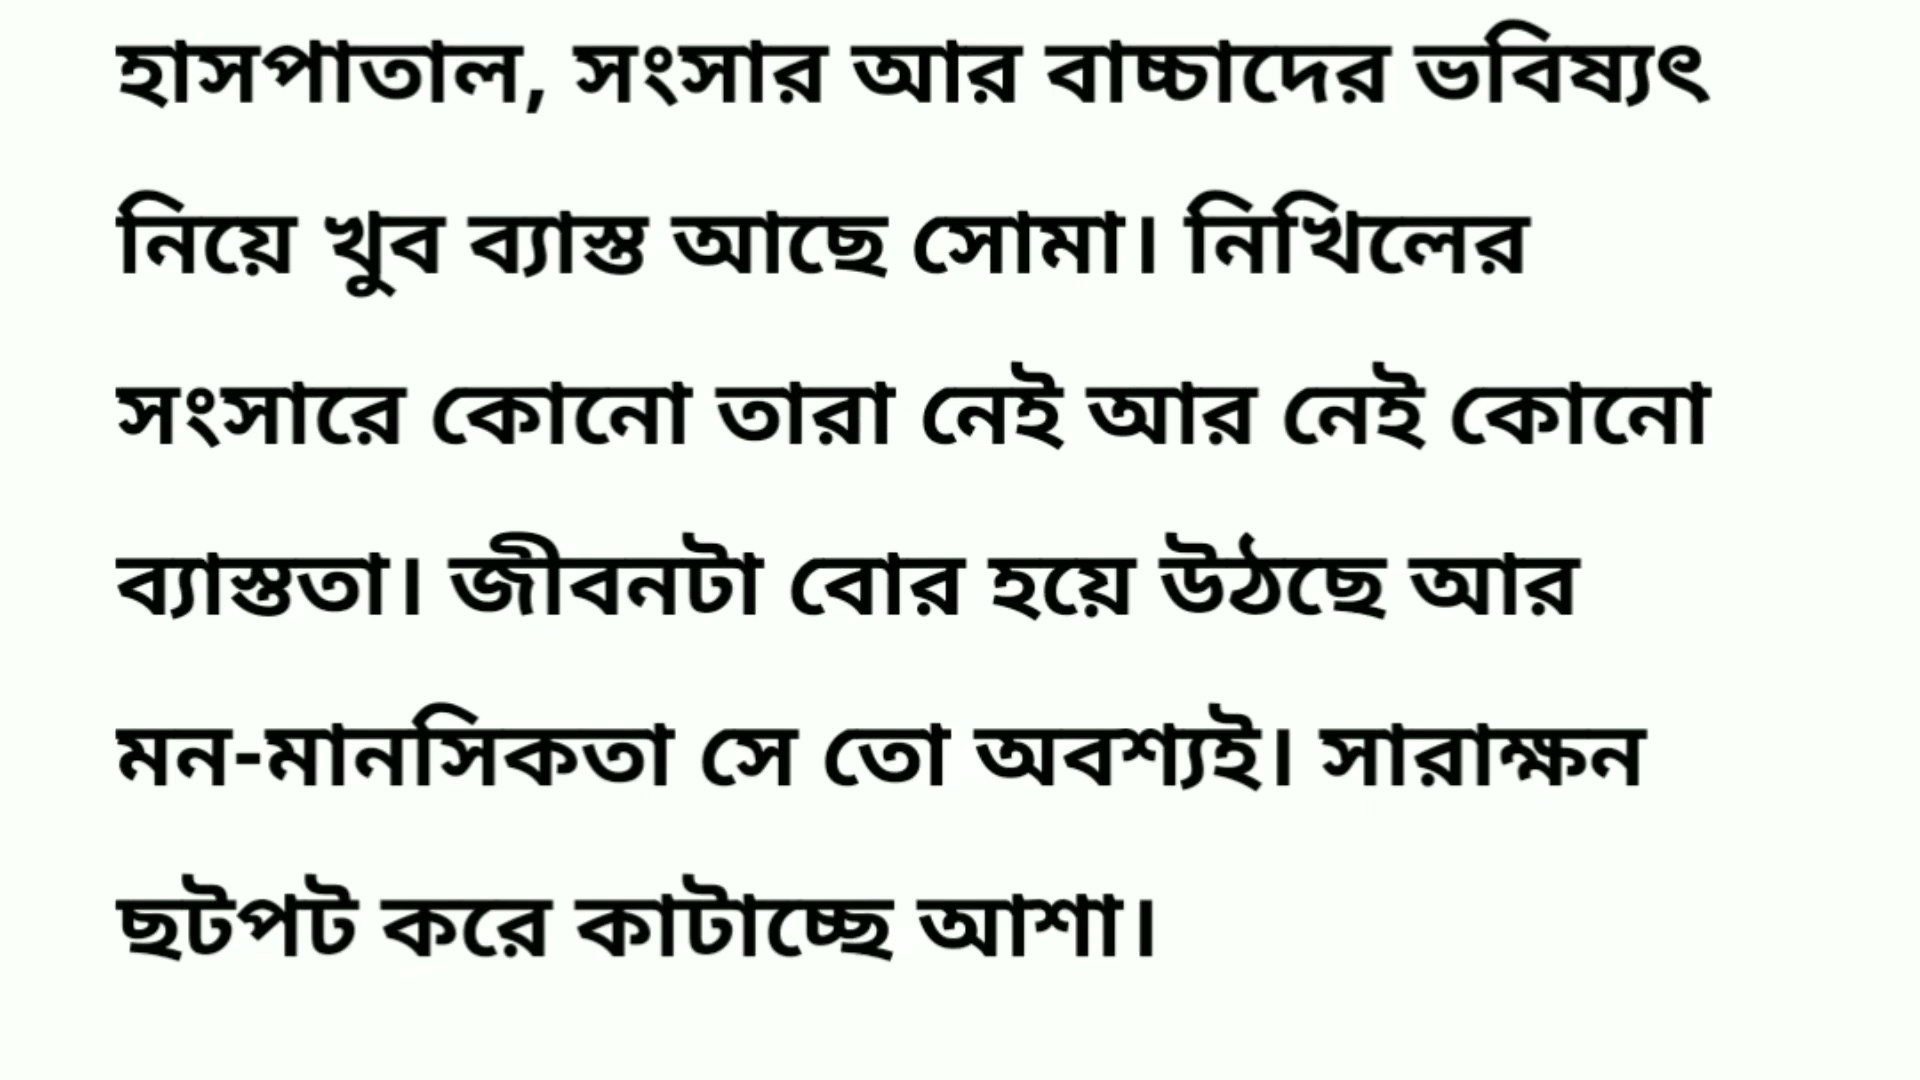 হাসপাতাল, সংসার আর বাচ্চাদের ভবিষ্যৎ
নিয়ে খুব ব্যাস্ত আছে সোমা। নিখিলের
সংসারে কোনো তারা নেই আর নেই কোনো
ব্যাস্ততা। জীবনটা বোর হয়ে উঠছে আর
মন-মানসিকতা সে তো অবশ্যই। সারাক্ষন
ছটপট করে কাটাচ্ছে আশা।